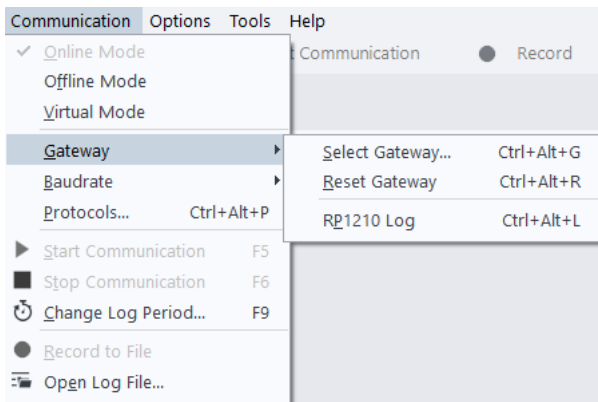 Communication Options Tools Help
Online Mode
Communication Record
Offline Mode
Virtual Mode
Gateway
Select Gateway... Ctrl+Alt+G
Baudrate
Reset Gateway Ctrl+Alt+R
Protocols... Ctrl+Alt+P
RP1210 Log Ctrl+Alt+L
Start Communication F5
Stop Communication F6
Change Log Period... F9
Record to File
Open Log File...